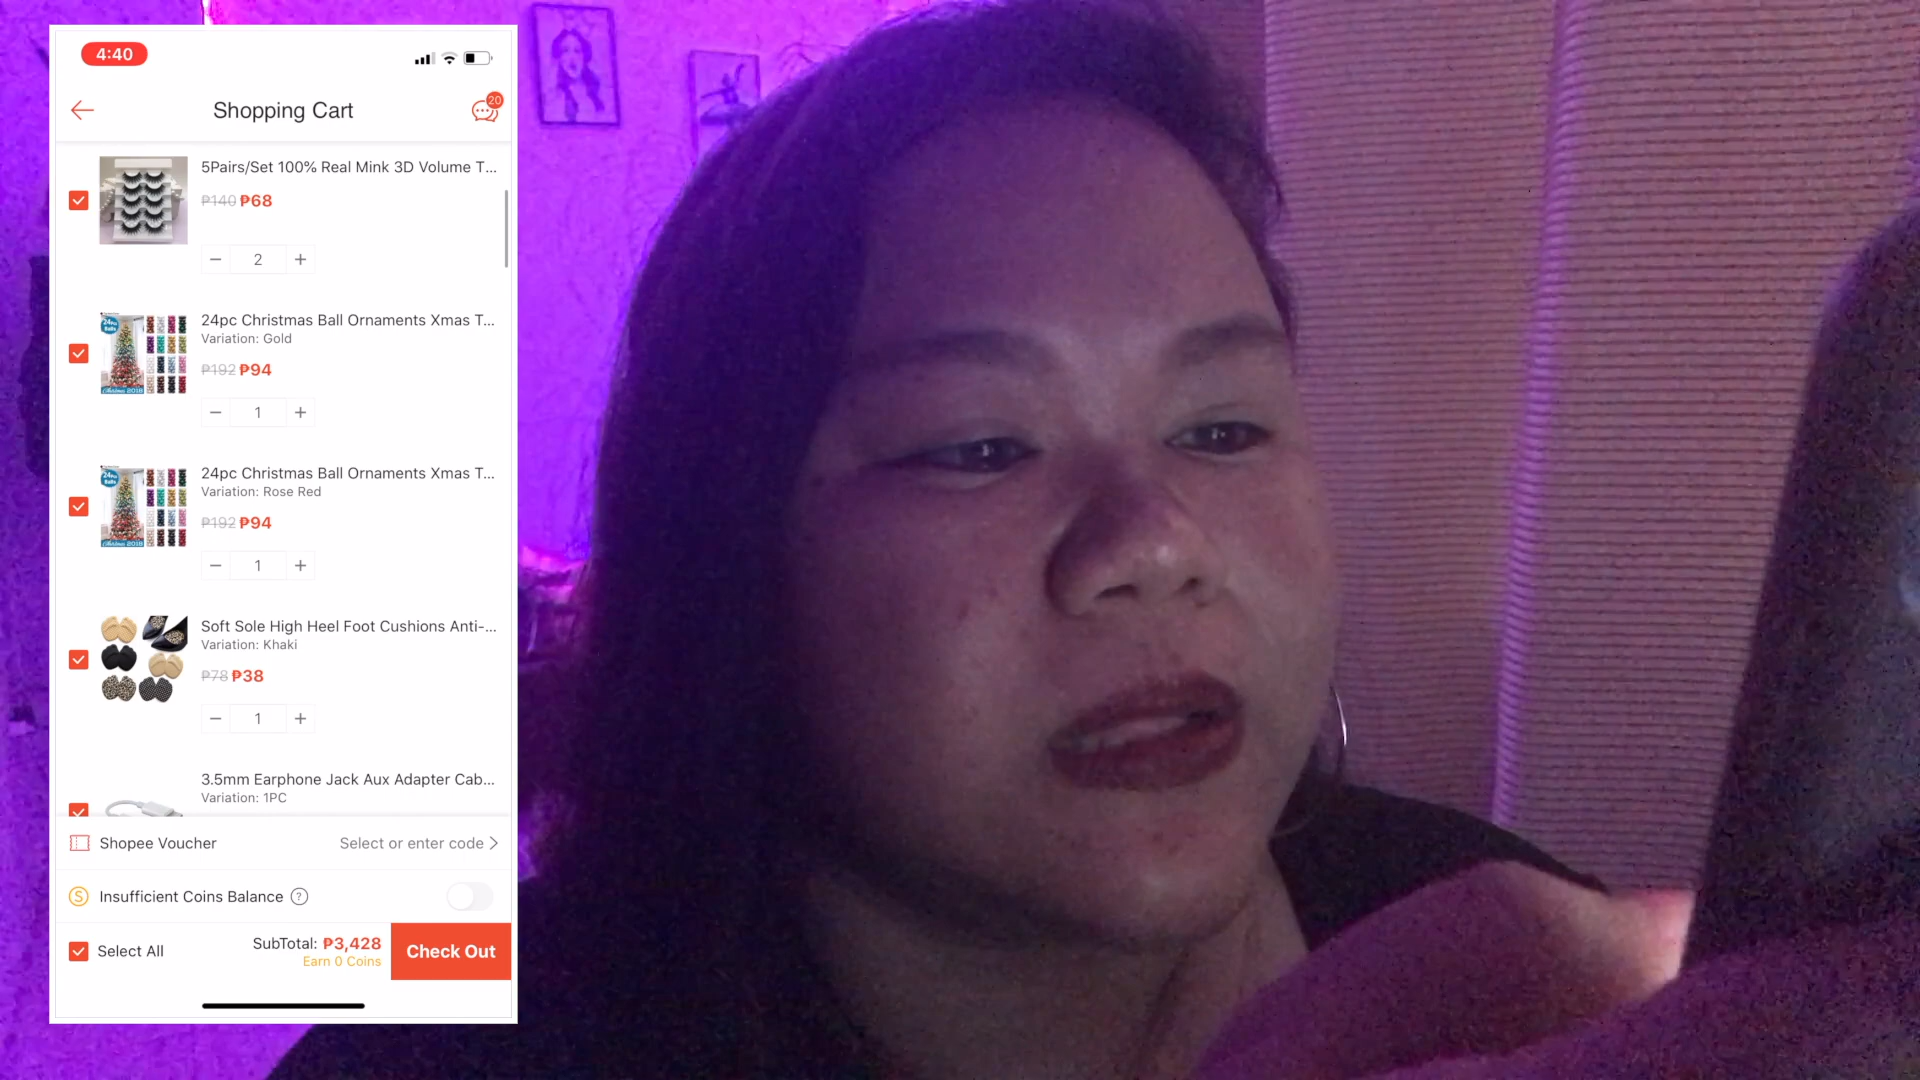 4:40
Shopping Cart
20
5Pairs/Set 100% Real Mink 3D Volume T...
₱140 ₱68
2
24pc Christmas Ball Ornaments Xmas T...
Variation: Gold
₱192 ₱94
1
24pc Christmas Ball Ornaments Xmas T...
Variation: Rose Red
₱192 ₱94
1
Soft Sole High Heel Foot Cushions Anti-...
Variation: Khaki
₱78 ₱38
1
3.5mm Earphone Jack Aux Adapter Cab...
Variation: 1PC
Shopee Voucher
Select or enter code
S
Insufficient Coins Balance ?
Select All
SubTotal: ₱3,428
Earn 0 Coins
Check Out